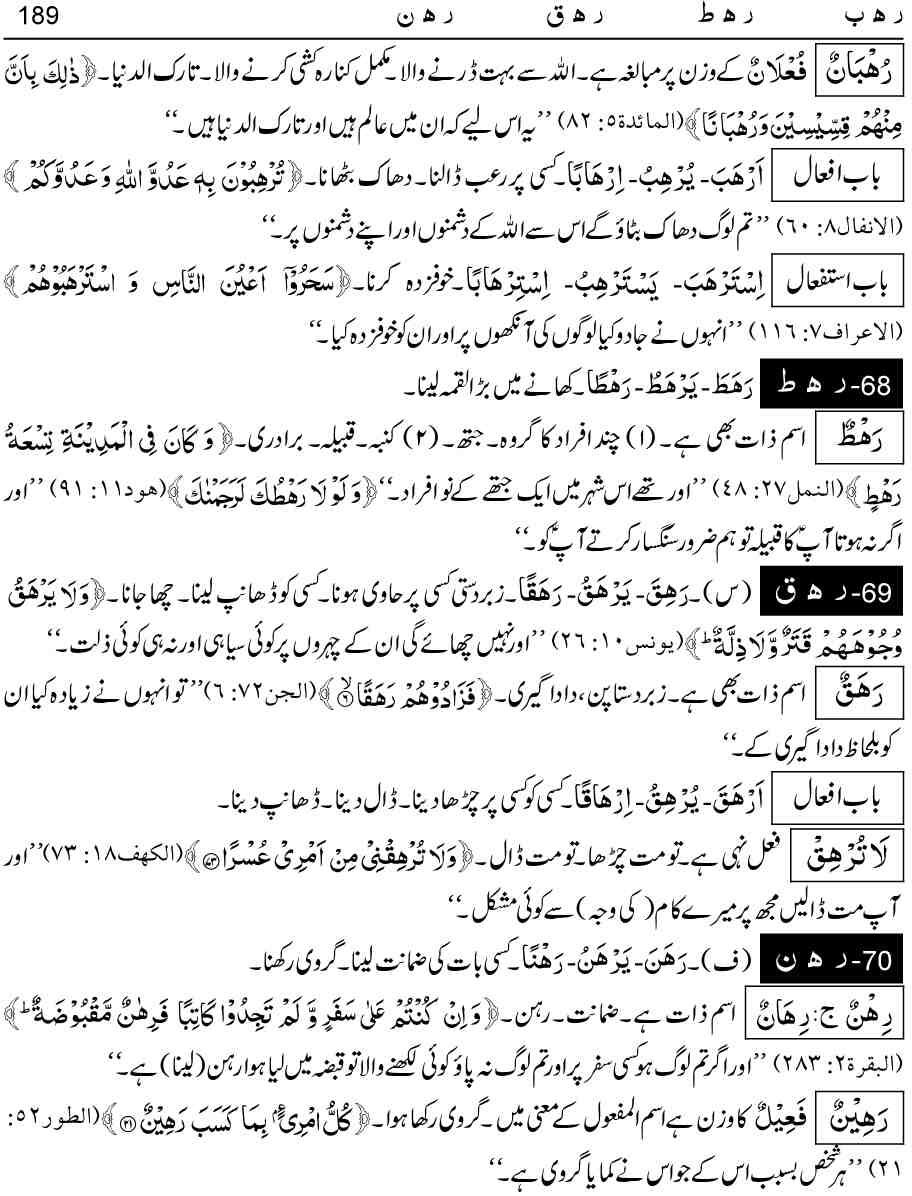 ر ھ ب ر ھ ط ر ھ ق ر ھ ن 189
رُهْبَانٌ فُعْلَانٌ کے وزن پر مبالغہ ہے۔ اللہ سے بہت ڈرنے والا۔ مکمل کنارہ کشی کرنے والا۔ تارک الدنیا۔ ﴿ذٰلِكَ بِاَنَّ
مِنْهُمْ قِسِّيْسِيْنَ وَرُهْبَانًا﴾ (المائدة۵: ۸۲) ’’یہ اس لیے کہ ان میں عالم ہیں اور تارک الدنیا ہیں۔‘‘
باب افعال اَرْهَبَ- يُرْهِبُ- اِرْهَابًا۔ کسی پر رعب ڈالنا۔ دھاک بٹھانا۔ ﴿تُرْهِبُوْنَ بِهٖ عَدُوَّ اللّٰهِ وَعَدُوَّكُمْ﴾
(الانفال۸: ۶۰) ’’تم لوگ دھاک بٹاؤ گے اس سے اللہ کے دشمنوں اور اپنے دشمنوں پر۔‘‘
باب استفعال اِسْتَرْهَبَ- يَسْتَرْهِبُ- اِسْتِرْهَابًا۔ خوفزدہ کرنا۔ ﴿سَحَرُوْٓا اَعْيُنَ النَّاسِ وَ اسْتَرْهَبُوْهُمْ﴾
(الاعراف۷: ۱۱۶) ’’انہوں نے جادو کیا لوگوں کی آنکھوں پر اور ان کو خوفزدہ کیا۔‘‘
68- ر ھ ط رَهَطَ- يَرْهَطُ- رَهْطًا۔ کھانے میں بڑا لقمہ لینا۔
رَهْطٌ اسم ذات بھی ہے۔ (۱) چند افراد کا گروہ۔ جتھ۔ (۲) کنبہ۔ قبیلہ۔ برادری۔ ﴿وَ كَانَ فِی الْمَدِيْنَةِ تِسْعَةُ
رَهْطٍ﴾ (النمل۲۷: ۴۸) ’’اور تھے اس شہر میں ایک جتھے کے نو افراد۔‘‘ ﴿وَ لَوْ لَا رَهْطُكَ لَرَجَمْنٰكَ﴾ (هود۱۱: ۹۱) ’’اور
اگر نہ ہوتا آپؑ کا قبیلہ تو ہم ضرور سنگسار کرتے آپؑ کو۔‘‘
69- ر ھ ق (س)۔ رَهِقَ- يَرْهَقُ- رَهَقًا۔ زبردستی کسی پر حاوی ہونا۔ کسی کو ڈھانپ لینا۔ چھا جانا۔ ﴿وَلَا يَرْهَقُ
وُجُوْهَهُمْ قَتَرٌ وَّلَا ذِلَّةٌ ؕ﴾ (یونس۱۰: ۲۶) ’’اور نہیں چھائے گی ان کے چہروں پر کوئی سیاہی اور نہ ہی کوئی ذلت۔‘‘
رَهَقٌ اسم ذات بھی ہے۔ زبردستاپن، داداگیری۔ ﴿فَزَادُوْهُمْ رَهَقًا ۙ۝۶﴾ (الجن۷۲: ۶) ’’تو انہوں نے زیادہ کیا ان
کو بلحاظ داداگیری کے۔‘‘
باب افعال اَرْهَقَ- يُرْهِقُ- اِرْهَاقًا۔ کسی کو کسی پر چڑھا دینا۔ ڈال دینا۔ ڈھانپ دینا۔
لَا تُرْهِقْ فعل نہی ہے۔ تو مت چڑھا۔ تو مت ڈال۔ ﴿وَلَا تُرْهِقْنِیْ مِنْ اَمْرِیْ عُسْرًا ۝۷۳﴾ (الکهف۱۸: ۷۳) ’’اور
آپ مت ڈالیں مجھ پر میرے کام (کی وجہ) سے کوئی مشکل۔‘‘
70- ر ھ ن (ف)۔ رَهَنَ- يَرْهَنُ- رَهْنًا۔ کسی بات کی ضمانت لینا۔ گروی رکھنا۔
رِهْنٌ ج: رِهَانٌ اسم ذات ہے۔ ضمانت۔ رہن۔ ﴿وَ اِنْ كُنْتُمْ عَلٰی سَفَرٍ وَّ لَمْ تَجِدُوْا كَاتِبًا فَرِهٰنٌ مَّقْبُوْضَةٌ ؕ﴾
(البقرة۲: ۲۸۳) ’’اور اگر تم لوگ ہو کسی سفر پر اور تم لوگ نہ پاؤ کوئی لکھنے والا تو قبضہ میں لیا ہوا رہن (لینا) ہے۔‘‘
رَهِيْنٌ فَعِيْلٌ کا وزن ہے اسم المفعول کے معنی میں۔ گروی رکھا ہوا۔ ﴿كُلُّ امْرِیٴٍۭ بِمَا كَسَبَ رَهِيْنٌ ۝۲۱﴾ (الطور۵۲:
۲۱) ’’ہر شخص بسبب اس کے جو اس نے کمایا گروی ہے۔‘‘